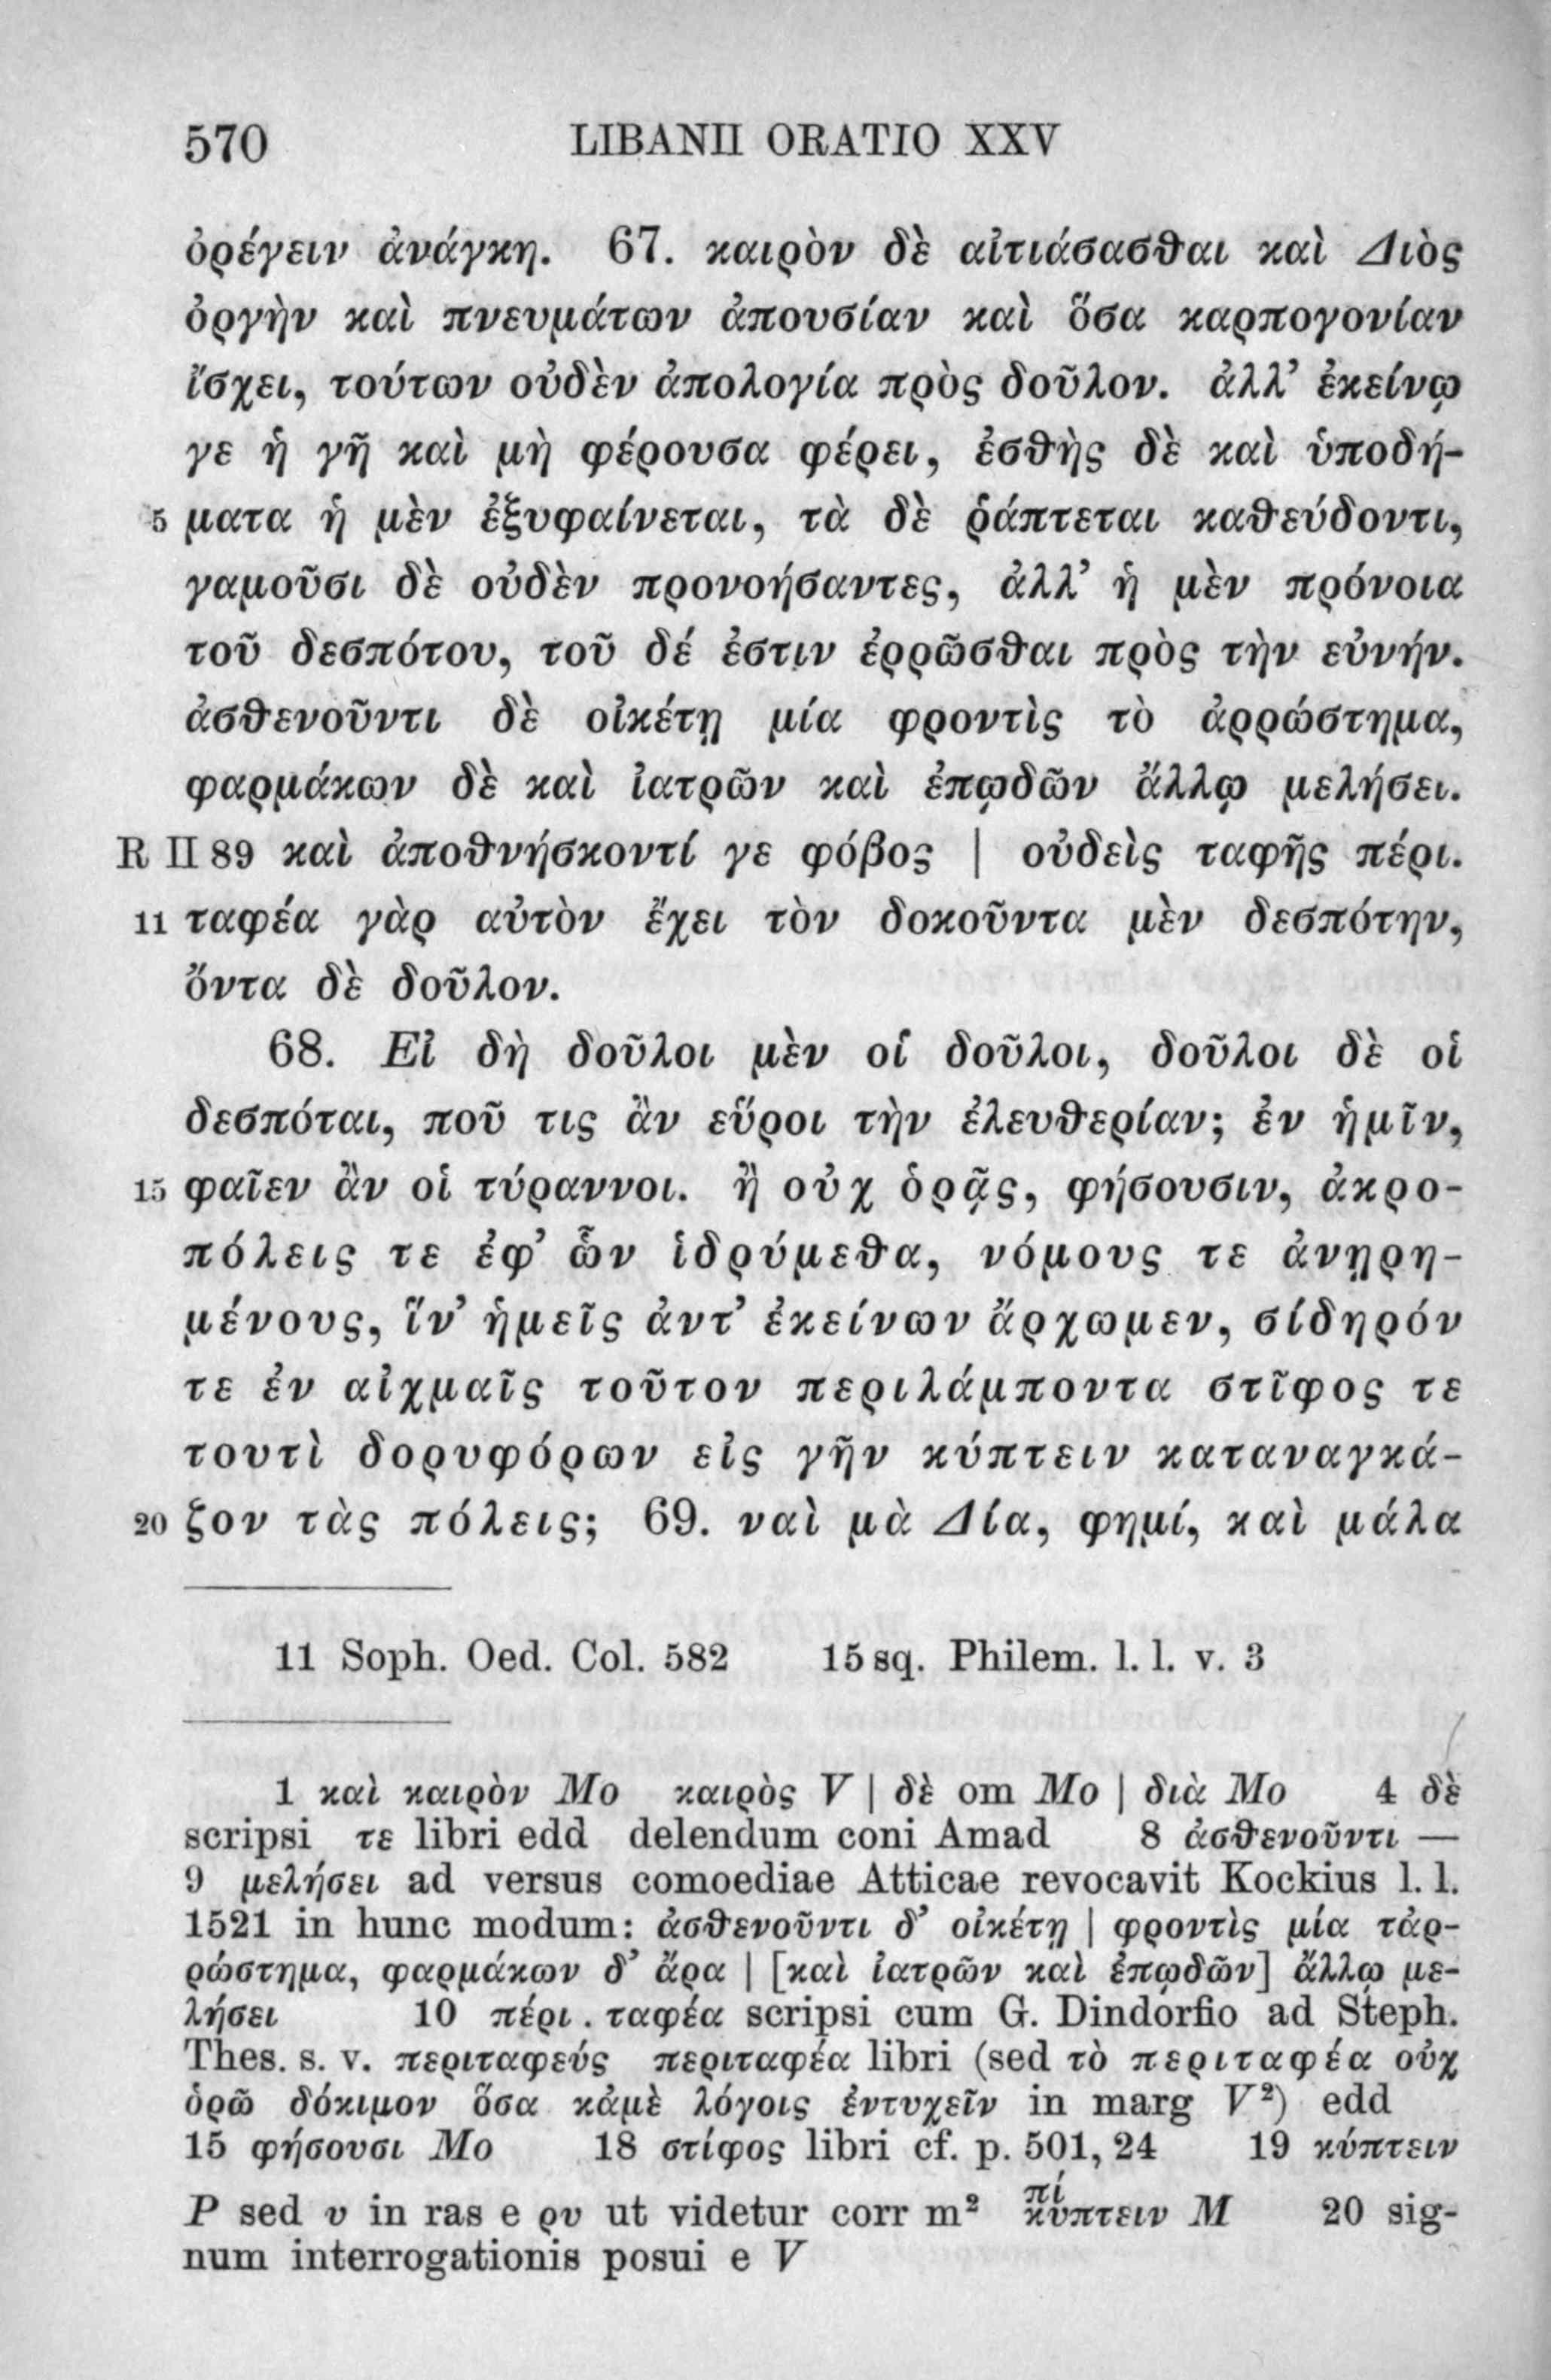 570 LIBANII ORATIO XXV
ὀρέγειν ἀνάγκη. 67. καιρὸν δὲ αἰτιάσασθαι καὶ Διὸς
ὀργὴν καὶ πνευμάτων ἀπουσίαν καὶ ὅσα καρπογονίαν
ἴσχει, τούτων οὐδὲν ἀπολογία πρὸς δοῦλον. ἀλλ’ ἐκείνῳ
γε ἡ γῆ καὶ μὴ φέρουσα φέρει, ἐσθὴς δὲ καὶ ὑποδή-
5 ματα ἡ μὲν ἐξυφαίνεται, τὰ δὲ ῥάπτεται καθεύδοντι,
γαμοῦσι δὲ οὐδὲν προνοήσαντες, ἀλλ’ ἡ μὲν πρόνοια
τοῦ δεσπότου, τοῦ δέ ἐστιν ἐρρῶσθαι πρὸς τὴν εὐνήν.
ἀσθενοῦντι δὲ οἰκέτῃ μία φροντὶς τὸ ἀρρώστημα,
φαρμάκων δὲ καὶ ἰατρῶν καὶ ἐπῳδῶν ἄλλῳ μελήσει.
R II 89 καὶ ἀποθνήσκοντί γε φόβος | οὐδεὶς ταφῆς πέρι.
11 ταφέα γὰρ αὐτὸν ἔχει τὸν δοκοῦντα μὲν δεσπότην,
ὄντα δὲ δοῦλον.
68. Εἰ δὴ δοῦλοι μὲν οἱ δοῦλοι, δοῦλοι δὲ οἱ
δεσπόται, ποῦ τις ἂν εὕροι τὴν ἐλευθερίαν; ἐν ἡμῖν,
15 φαῖεν ἂν οἱ τύραννοι. ἢ οὐχ ὁρᾷς, φήσουσιν, ἀκρο-
πόλεις τε ἐφ’ ὧν ἱδρύμεθα, νόμους τε ἀνῃρη-
μένους, ἵν’ ἡμεῖς ἀντ’ ἐκείνων ἄρχωμεν, σίδηρόν
τε ἐν αἰχμαῖς τοῦτον περιλάμποντα στῖφος τε
τουτὶ δορυφόρων εἰς γῆν κύπτειν καταναγκά-
20 ζον τὰς πόλεις; 69. ναὶ μὰ Δία, φημί, καὶ μάλα
11 Soph. Oed. Col. 582 15 sq. Philem. l. l. v. 3
1 καὶ καιρὸν Mo καιρὸς V | δὲ om Mo | διὰ Mo 4 δὲ
scripsi τε libri edd delendum coni Amad 8 ἀσθενοῦντι —
9 μελήσει ad versus comoediae Atticae revocavit Kockius l. l.
1521 in hunc modum: ἀσθενοῦντι δ’ οἰκέτῃ | φροντὶς μία τἀρ-
ρώστημα, φαρμάκων δ’ ἄρα | [καὶ ἰατρῶν καὶ ἐπῳδῶν] ἄλλῳ με-
λήσει 10 πέρι . ταφέα scripsi cum G. Dindorfio ad Steph.
Thes. s. v. περιταφεύς περιταφέα libri (sed τὸ περιταφέα οὐχ
ὁρῶ δόκιμον ὅσα κἀμὲ λόγοις ἐντυχεῖν in marg V²) edd
15 φήσουσι Mo 18 στίφος libri cf. p. 501, 24 19 κύπτειν
P sed υ in ras e ρυ ut videtur corr m² πί κύπτειν M 20 sig-
num interrogationis posui e V